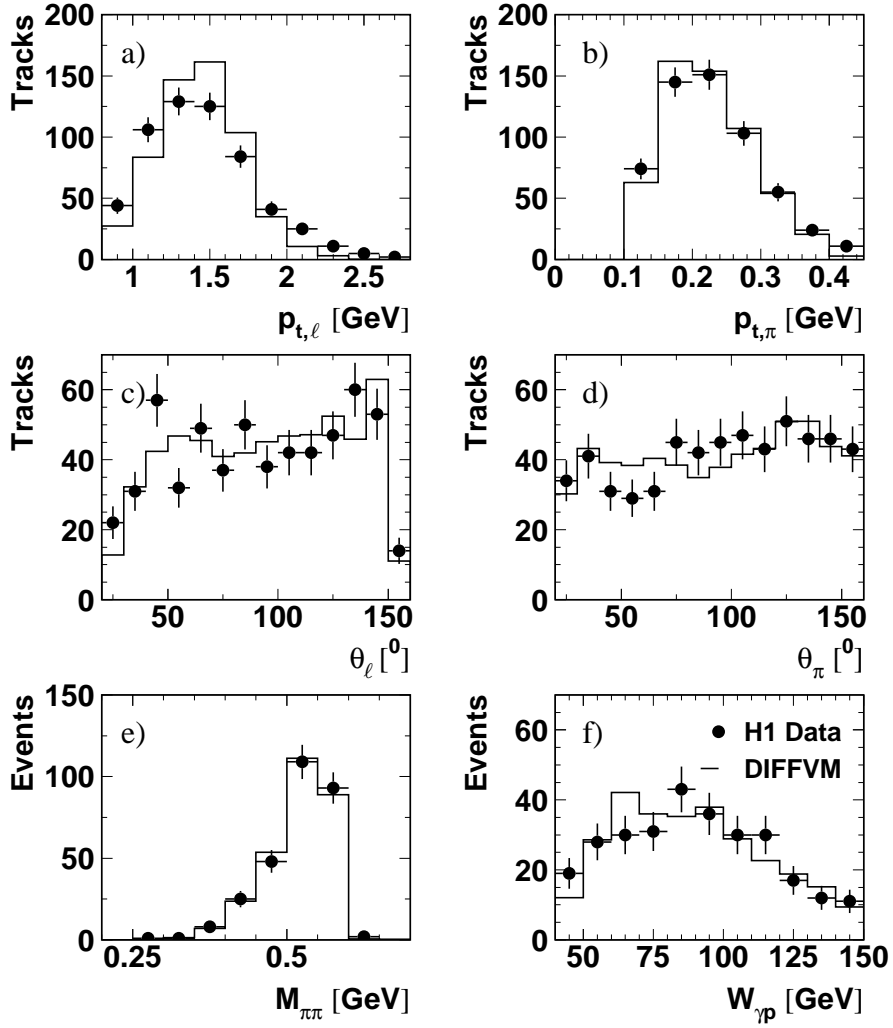 a)
Tracks
200
150
100
50
0
1
1.5
2
2.5
p_{t,ℓ} [GeV]
b)
Tracks
200
150
100
50
0
0
0.1
0.2
0.3
0.4
p_{t,π} [GeV]
c)
Tracks
60
40
20
0
50
100
150
θ_ℓ [⁰]
d)
Tracks
60
40
20
0
50
100
150
θ_π [⁰]
e)
Events
150
100
50
0
0.25
0.5
M_{ππ} [GeV]
f)
Events
60
40
20
0
H1 Data
DIFFVM
50
75
100
125
150
W_{γp} [GeV]